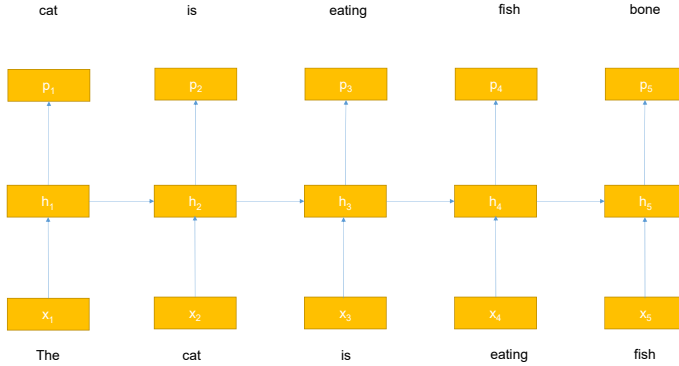 cat is eating fish bone
p₁ p₂ p₃ p₄ p₅
h₁ h₂ h₃ h₄ h₅
x₁ x₂ x₃ x₄ x₅
The cat is eating fish